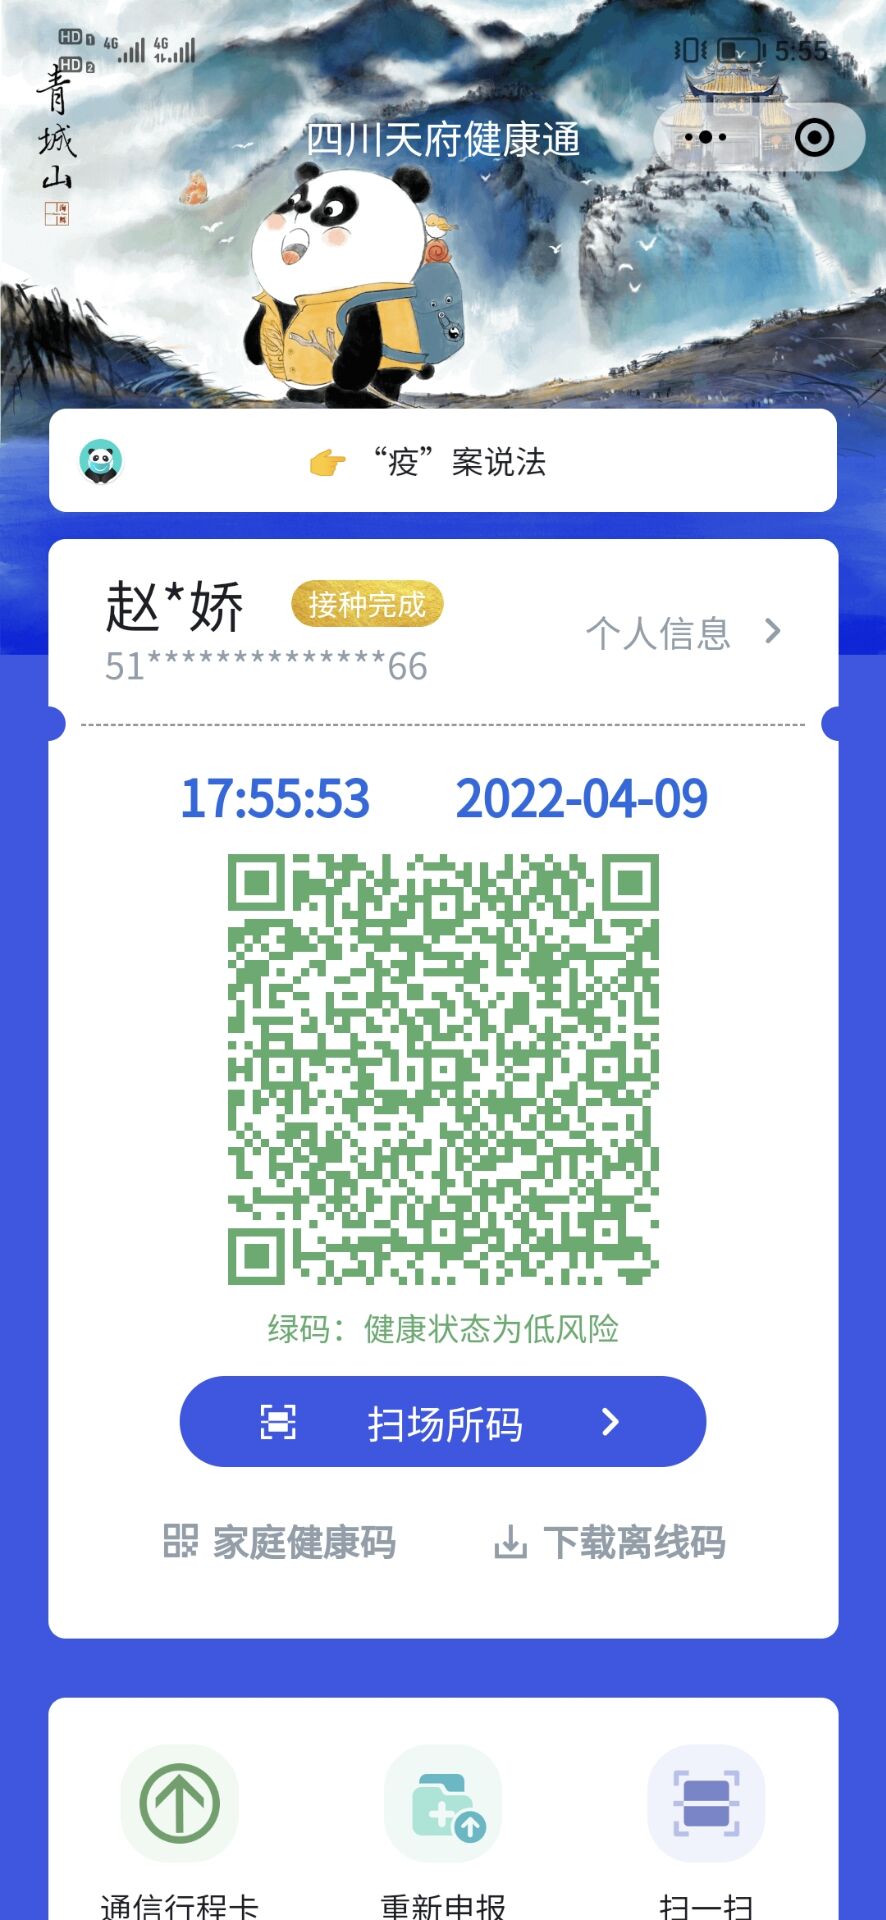 HD 1 4G 4G
HD 2
5:55
青城山
四川天府健康通
“疫”案说法
赵*娇 接种完成
51**************66
个人信息
17:55:53 2022-04-09
绿码：健康状态为低风险
扫场所码
家庭健康码 下载离线码
通信行程卡 重新申报 扫一扫